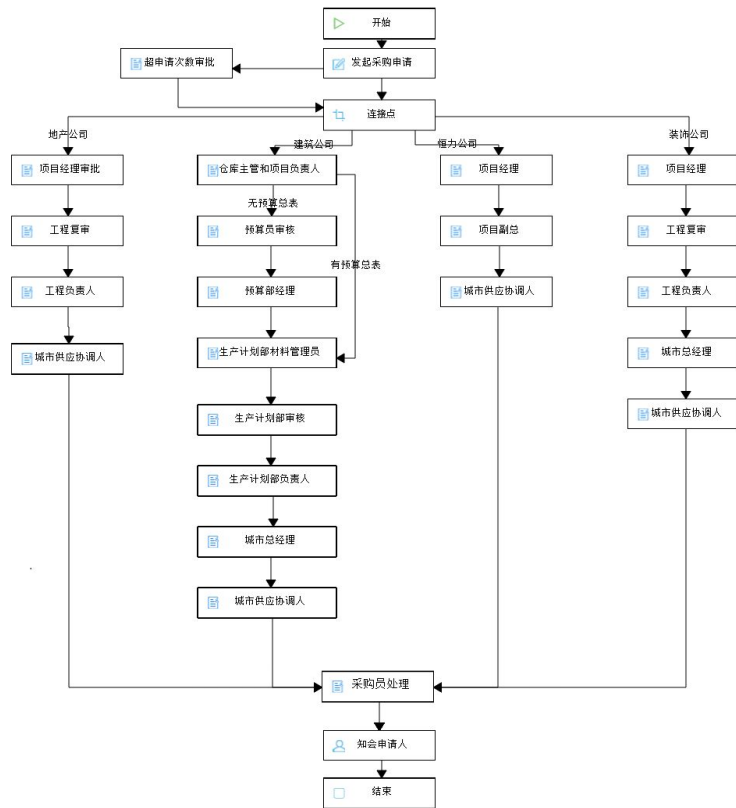 开始
超申请次数审批
发起采购申请
连接点
地产公司
建筑公司
恒力公司
装饰公司
项目经理审批
仓库主管和项目负责人
项目经理
项目经理
无预算总表
工程复审
预算员审核
项目副总
工程复审
有预算总表
工程负责人
预算部经理
城市供应协调人
工程负责人
城市供应协调人
生产计划部材料管理员
城市总经理
生产计划部审核
城市供应协调人
生产计划部负责人
城市总经理
城市供应协调人
采购员处理
知会申请人
结束